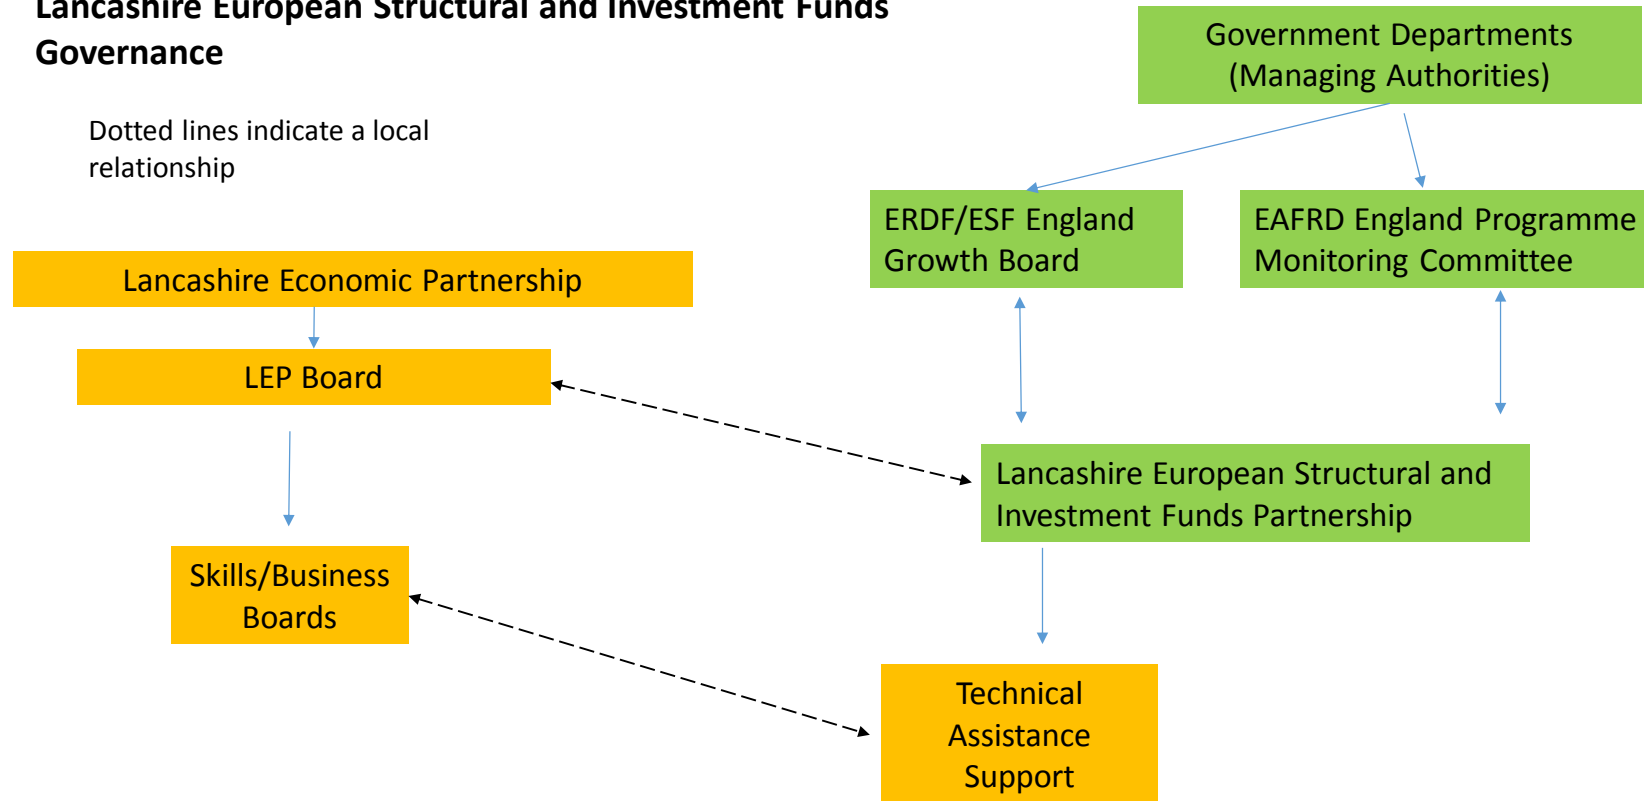 Lancashire European Structural and Investment Funds
Governance
Dotted lines indicate a local
relationship
Government Departments
(Managing Authorities)
ERDF/ESF England
Growth Board
EAFRD England Programme
Monitoring Committee
Lancashire Economic Partnership
LEP Board
Lancashire European Structural and
Investment Funds Partnership
Skills/Business
Boards
Technical
Assistance
Support